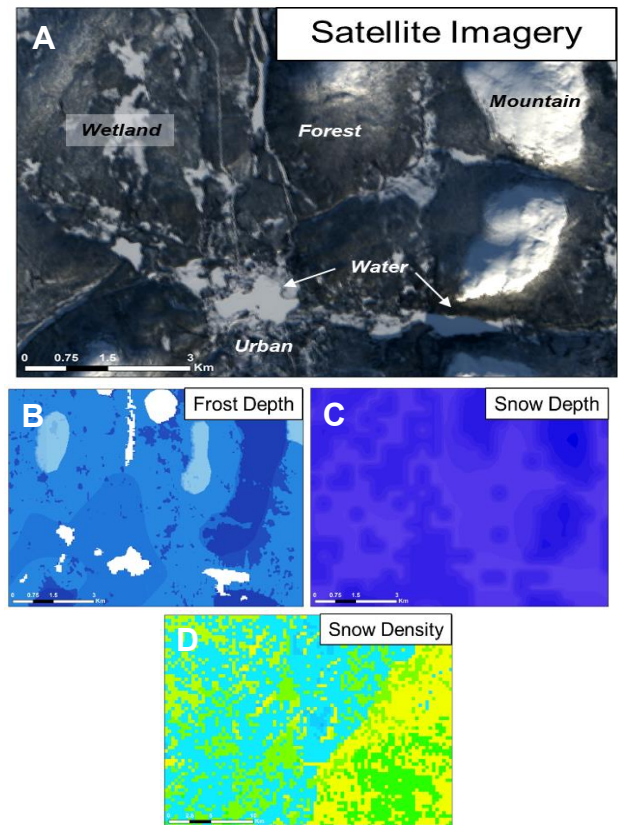 A
Satellite Imagery
Mountain
Wetland
Forest
Water
Urban
0 0.75 1.5 3
Km
B
Frost Depth
0 0.75 1.5 3
Km
C
Snow Depth
0 0.75 1.5 3
Km
D
Snow Density